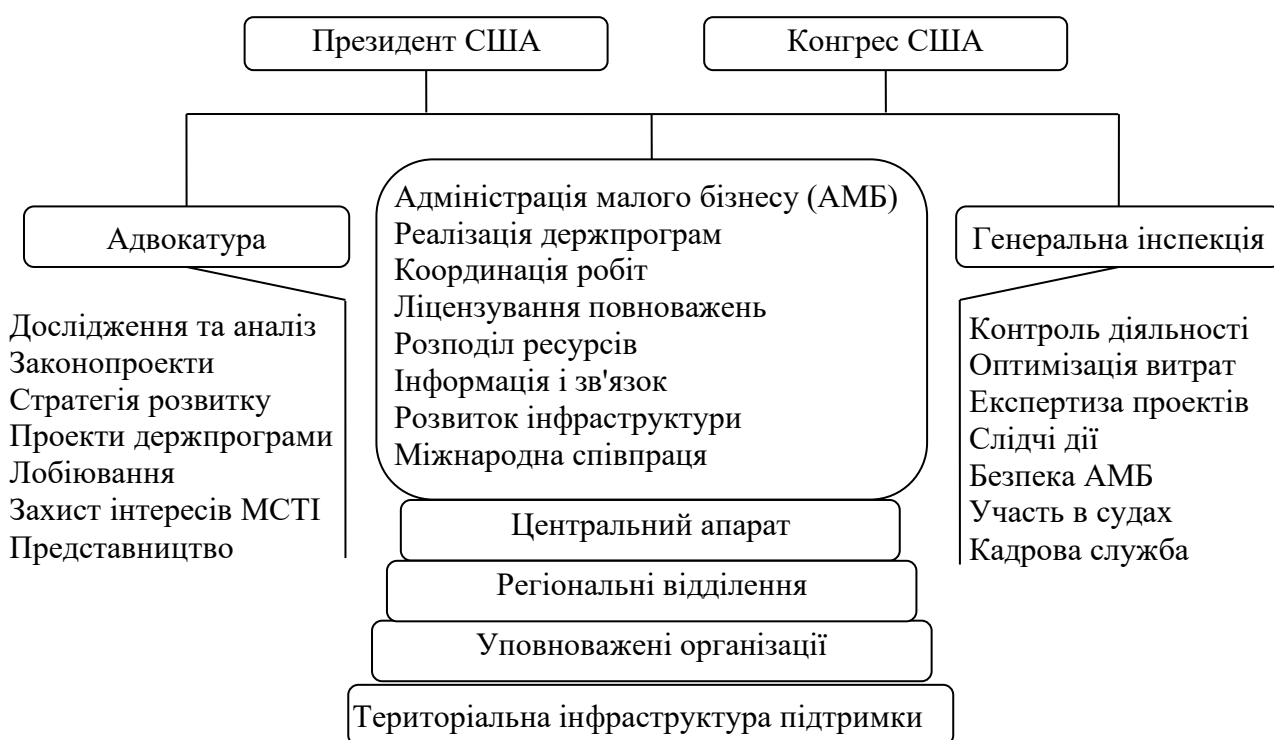 Президент США
Конгрес США
Адвокатура
Дослідження та аналіз
Законопроекти
Стратегія розвитку
Проекти держпрограми
Лобіювання
Захист інтересів МСТІ
Представництво
Адміністрація малого бізнесу (АМБ)
Реалізація держпрограм
Координація робіт
Ліцензування повноважень
Розподіл ресурсів
Інформація і зв'язок
Розвиток інфраструктури
Міжнародна співпраця
Центральний апарат
Регіональні відділення
Уповноважені організації
Територіальна інфраструктура підтримки
Генеральна інспекція
Контроль діяльності
Оптимізація витрат
Експертиза проектів
Слідчі дії
Безпека АМБ
Участь в судах
Кадрова служба